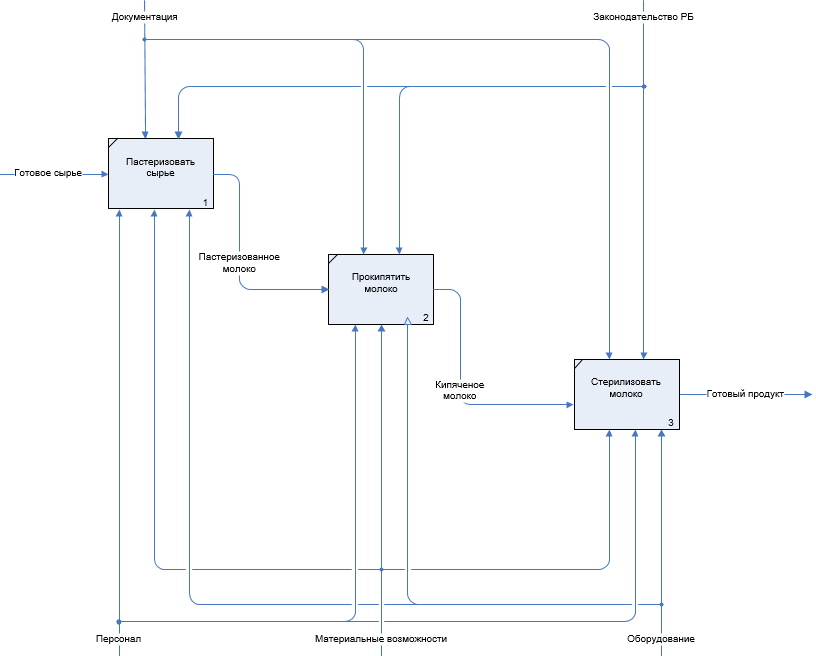 Документация
Законодательство РБ
Пастеризовать
сырье
Готовое сырье
1
Пастеризованное
молоко
Прокипятить
молоко
2
Кипяченое
молоко
Стерилизовать
молоко
Готовый продукт
3
Персонал
Материальные возможности
Оборудование